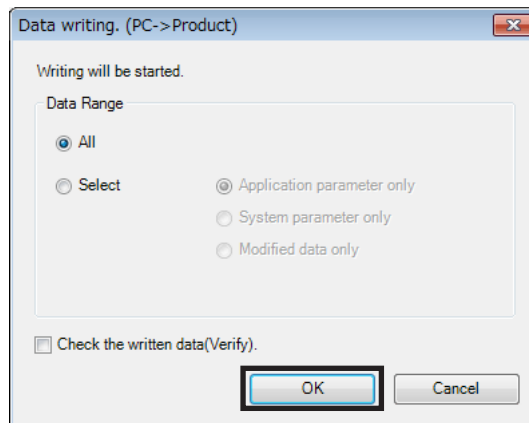 Data writing. (PC->Product)
Writing will be started.
Data Range
All
Select
Application parameter only
System parameter only
Modified data only
Check the written data(Verify).
OK
Cancel